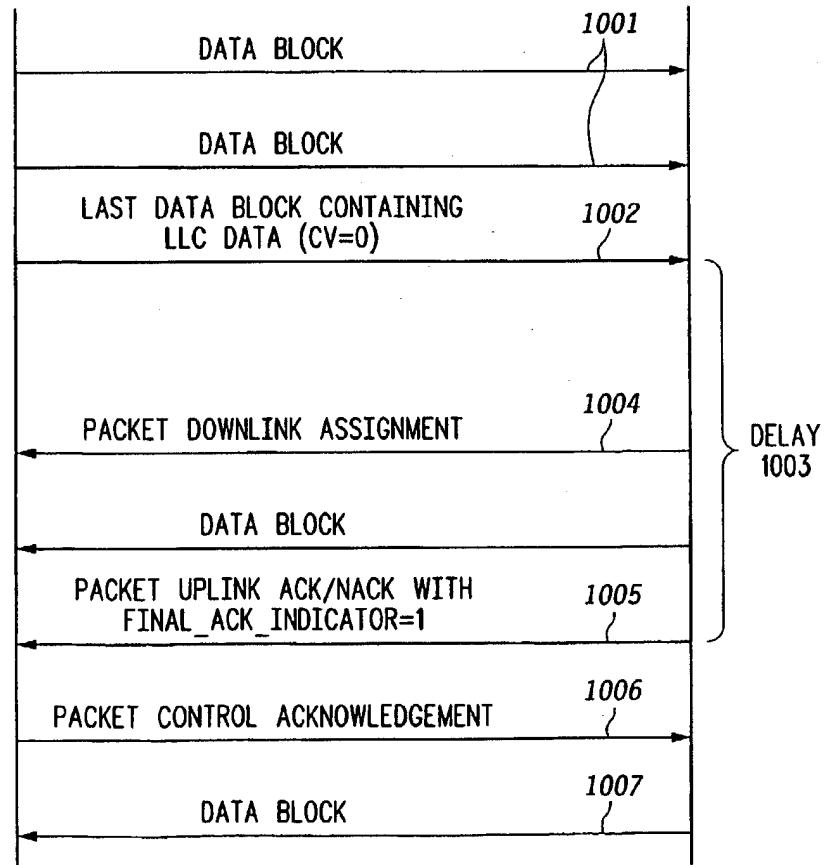 1001
DATA BLOCK
DATA BLOCK
LAST DATA BLOCK CONTAINING
LLC DATA (CV=0)
1002
PACKET DOWNLINK ASSIGNMENT
1004
DELAY
1003
DATA BLOCK
PACKET UPLINK ACK/NACK WITH
FINAL_ACK_INDICATOR=1
1005
PACKET CONTROL ACKNOWLEDGEMENT
1006
DATA BLOCK
1007